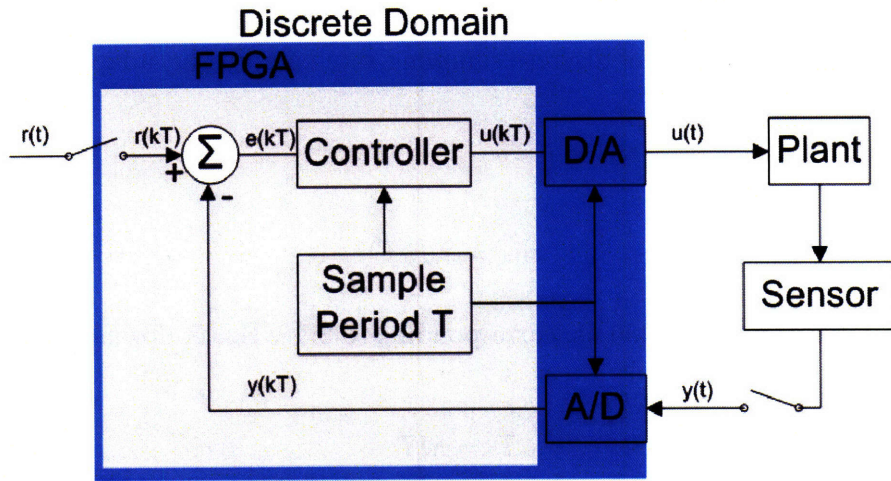 Discrete Domain
FPGA
r(t)
r(kT)
+
-
Σ
e(kT)
Controller
u(kT)
D/A
u(t)
Plant
Sample
Period T
Sensor
y(kT)
A/D
y(t)